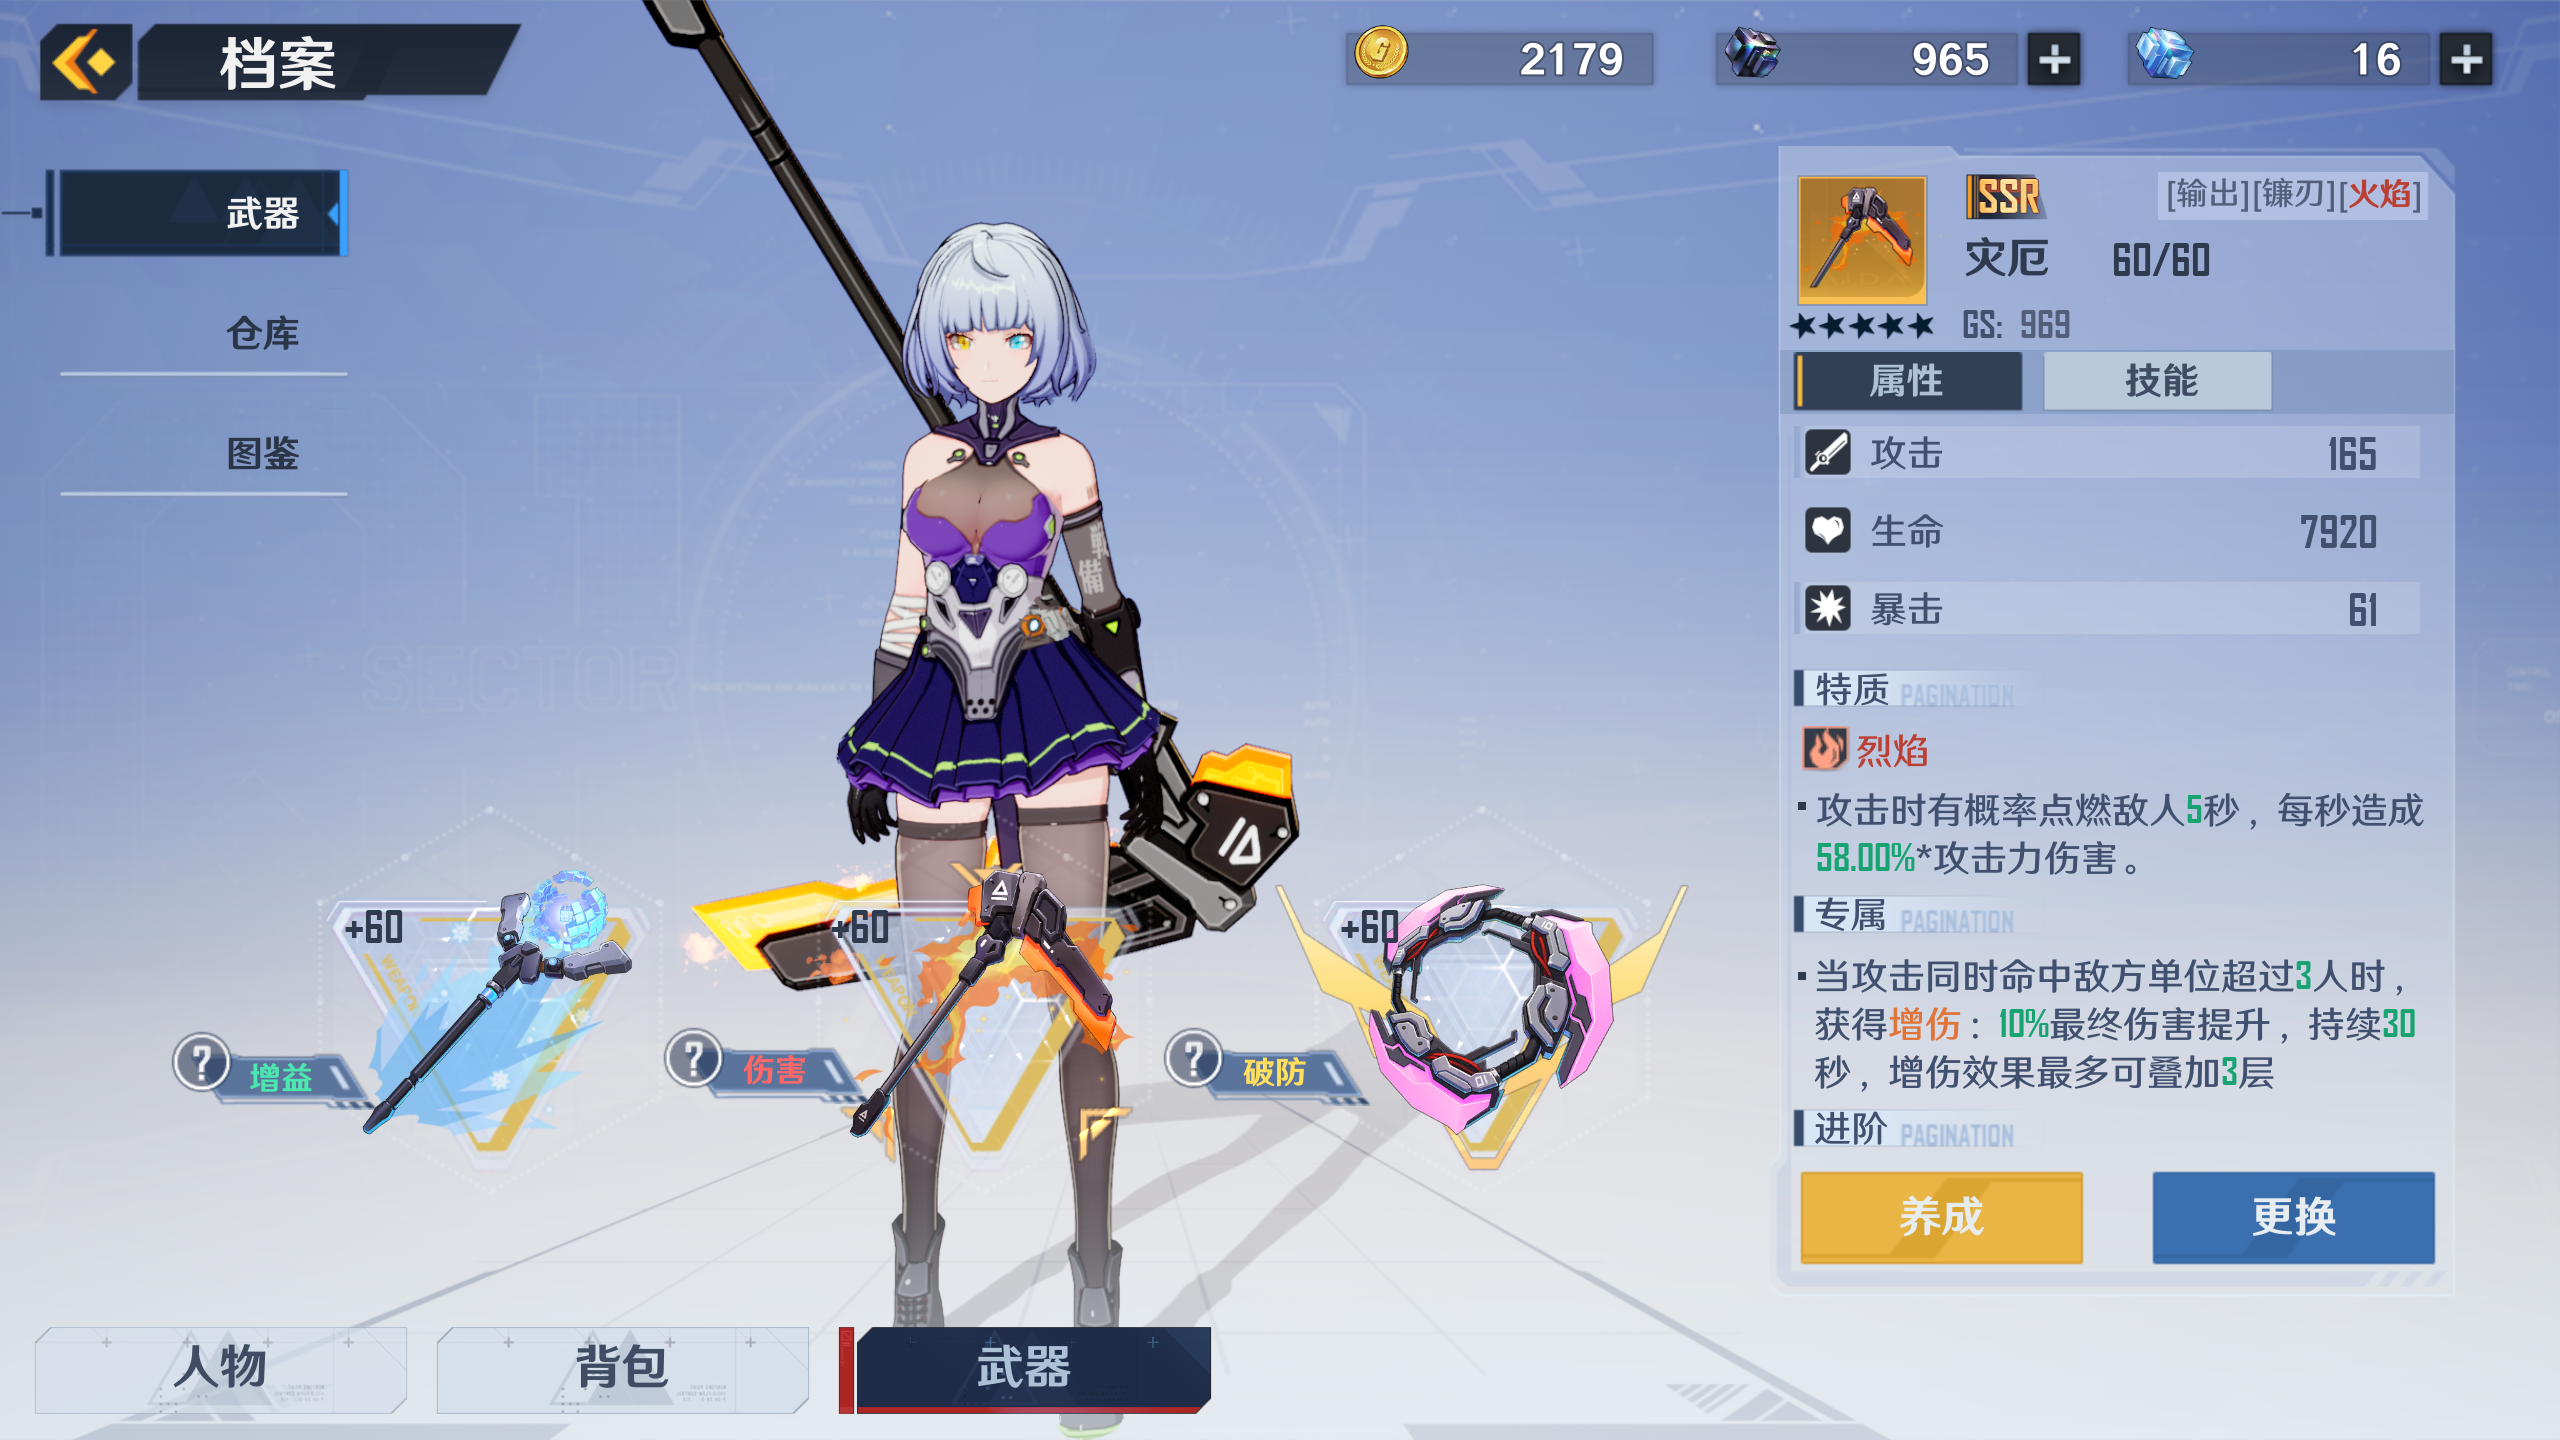 档案
2179
965
16
武器
仓库
图鉴
SSR
[输出][镰刃][火焰]
灾厄 60/60
GS: 969
属性 技能
攻击 165
生命 7920
暴击 61
特质 PAGINATION
烈焰
·攻击时有概率点燃敌人5秒，每秒造成
58.00%*攻击力伤害。
专属 PAGINATION
·当攻击同时命中敌方单位超过3人时，
获得增伤：10%最终伤害提升，持续30
秒，增伤效果最多可叠加3层
进阶 PAGINATION
养成 更换
SECTOR
戰備
+60
WEAPON
? 增益
+60
WEAPON
? 伤害
+60
? 破防
人物 背包 武器